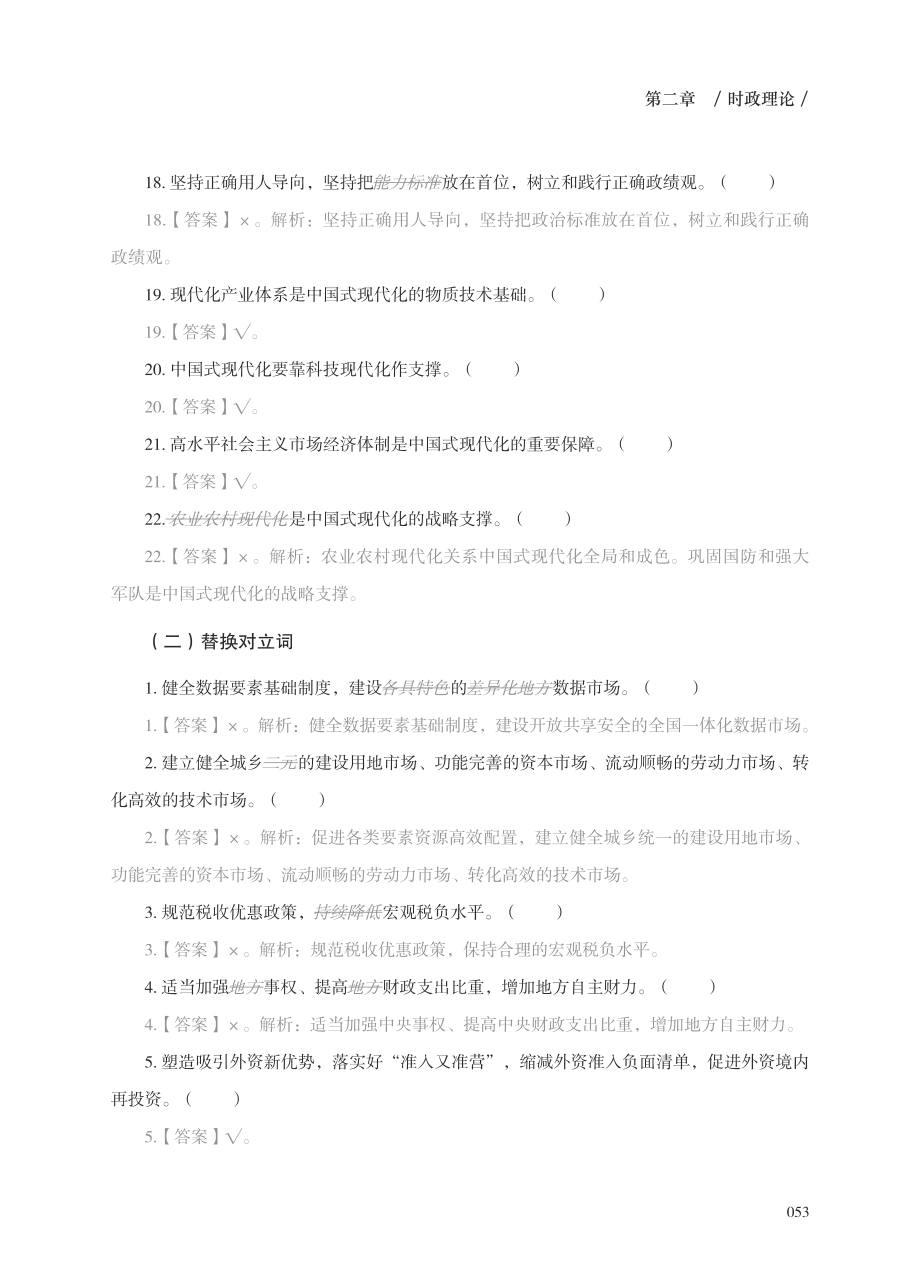 第二章 / 时政理论 /
18. 坚持正确用人导向，坚持把能力标准放在首位，树立和践行正确政绩观。（　　）
18.【答案】×。解析：坚持正确用人导向，坚持把政治标准放在首位，树立和践行正确
政绩观。
19. 现代化产业体系是中国式现代化的物质技术基础。（　　）
19.【答案】√。
20. 中国式现代化要靠科技现代化作支撑。（　　）
20.【答案】√。
21. 高水平社会主义市场经济体制是中国式现代化的重要保障。（　　）
21.【答案】√。
22. 农业农村现代化是中国式现代化的战略支撑。（　　）
22.【答案】×。解析：农业农村现代化关系中国式现代化全局和成色。巩固国防和强大
军队是中国式现代化的战略支撑。
（二）替换对立词
1. 健全数据要素基础制度，建设各具特色的差异化地方数据市场。（　　）
1.【答案】×。解析：健全数据要素基础制度，建设开放共享安全的全国一体化数据市场。
2. 建立健全城乡二元的建设用地市场、功能完善的资本市场、流动顺畅的劳动力市场、转
化高效的技术市场。（　　）
2.【答案】×。解析：促进各类要素资源高效配置，建立健全城乡统一的建设用地市场、
功能完善的资本市场、流动顺畅的劳动力市场、转化高效的技术市场。
3. 规范税收优惠政策，持续降低宏观税负水平。（　　）
3.【答案】×。解析：规范税收优惠政策，保持合理的宏观税负水平。
4. 适当加强地方事权、提高地方财政支出比重，增加地方自主财力。（　　）
4.【答案】×。解析：适当加强中央事权、提高中央财政支出比重，增加地方自主财力。
5. 塑造吸引外资新优势，落实好“准入又准营”，缩减外资准入负面清单，促进外资境内
再投资。（　　）
5.【答案】√。
053